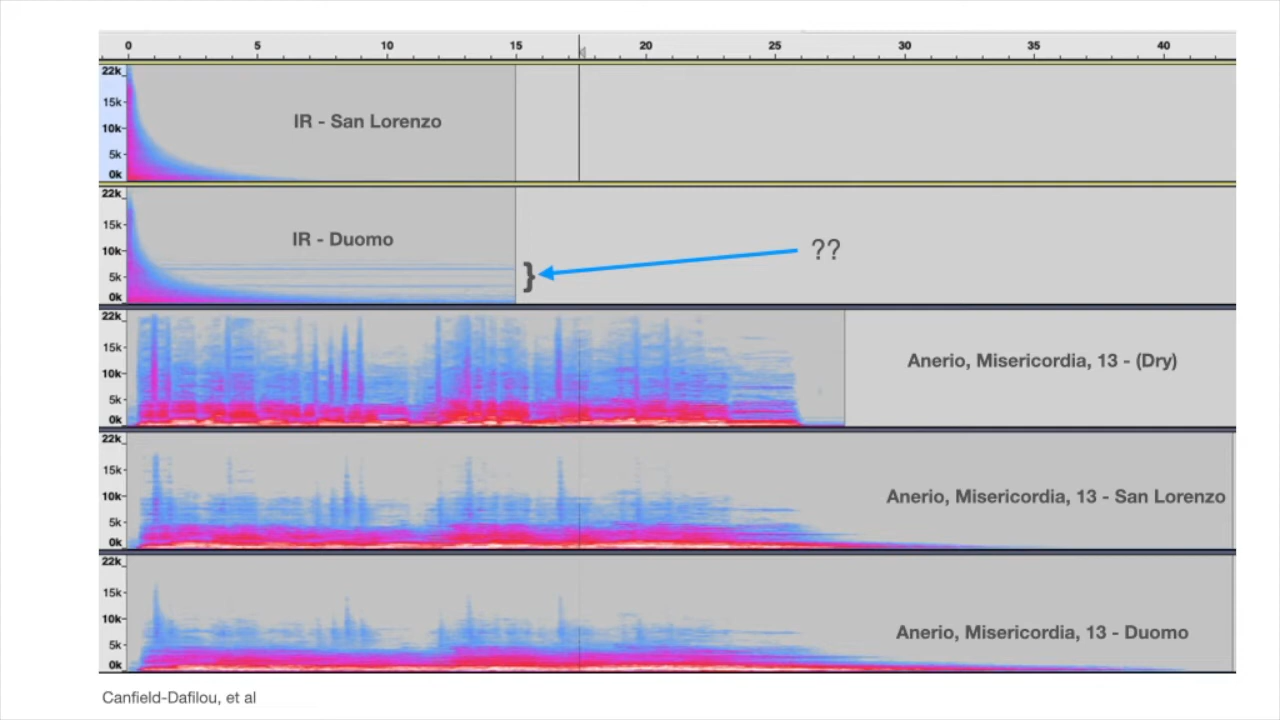 0 5 10 15 20 25 30 35 40
22k
15k-
10k-
5k-
0k
IR - San Lorenzo
22k
15k-
10k-
5k-
0k
IR - Duomo
}
??
22k
15k-
10k-
5k-
0k
Anerio, Misericordia, 13 - (Dry)
22k
15k-
10k-
5k-
0k
Anerio, Misericordia, 13 - San Lorenzo
22k
15k-
10k-
5k-
0k
Anerio, Misericordia, 13 - Duomo
Canfield-Dafilou, et al